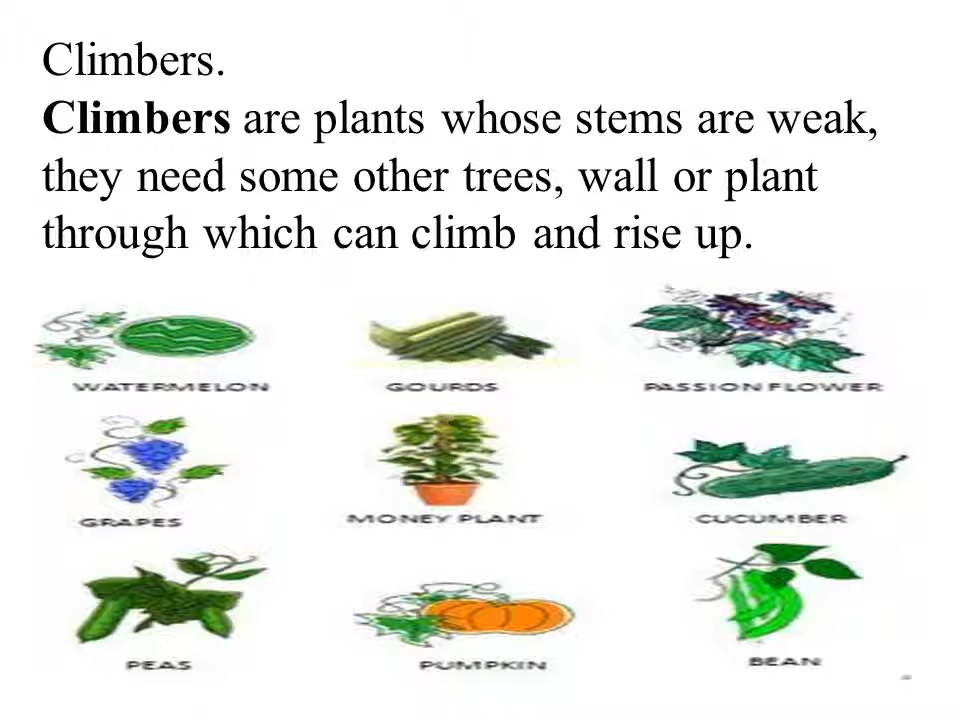 Climbers.
Climbers are plants whose stems are weak,
they need some other trees, wall or plant
through which can climb and rise up.
WATERMELON GOURDS PASSION FLOWER
GRAPES MONEY PLANT CUCUMBER
PEAS PUMPKIN BEAN